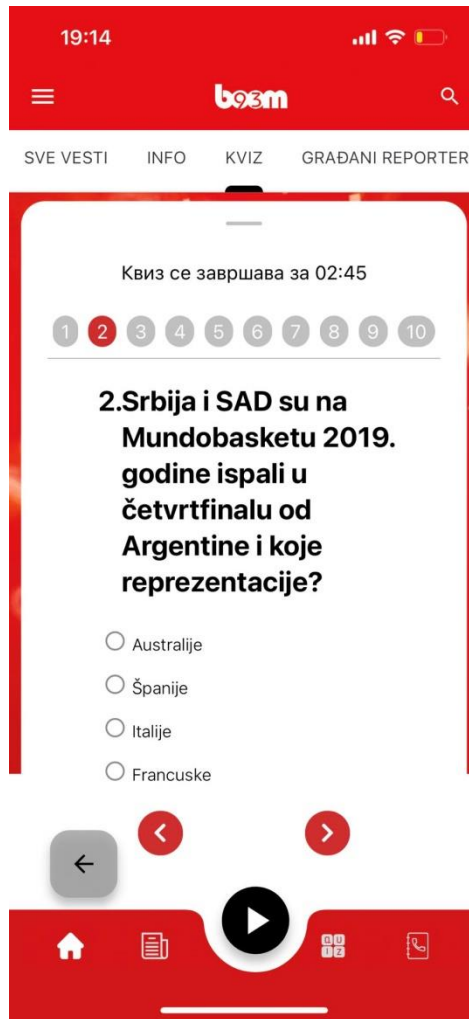 19:14
b93m
SVE VESTI INFO KVIZ GRAĐANI REPORTER
Квиз се завршава за 02:45
1 2 3 4 5 6 7 8 9 10
2.Srbija i SAD su na
Mundobasketu 2019.
godine ispali u
četvrtfinalu od
Argentine i koje
reprezentacije?
Australije
Španije
Italije
Francuske
QU
IZ